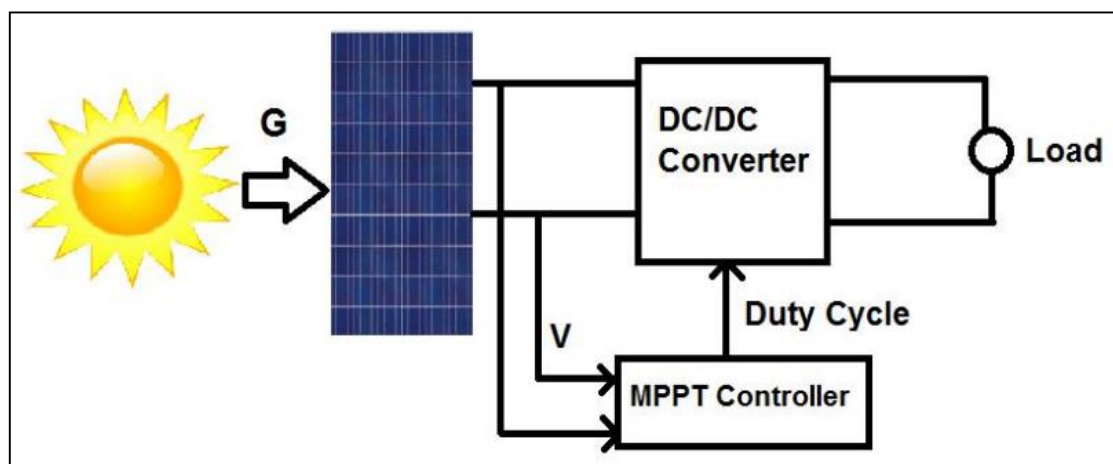 G
DC/DC
Converter
Load
Duty Cycle
V
MPPT Controller